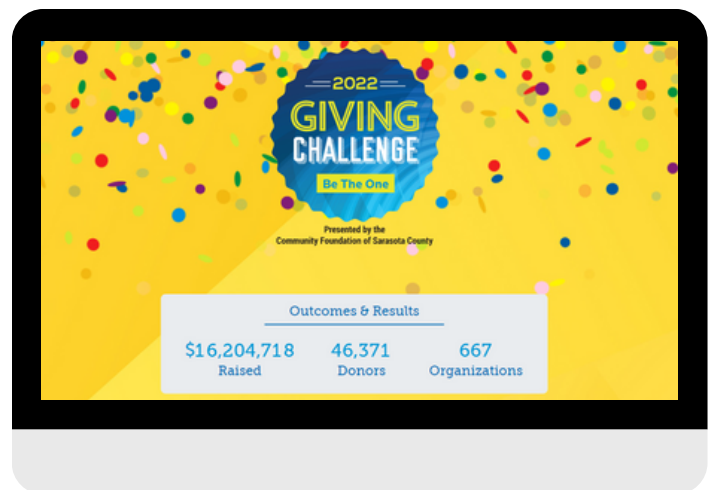 2022
GIVING
CHALLENGE
Be The One
Presented by the
Community Foundation of Sarasota County
Outcomes & Results
$16,204,718 46,371 667
Raised Donors Organizations